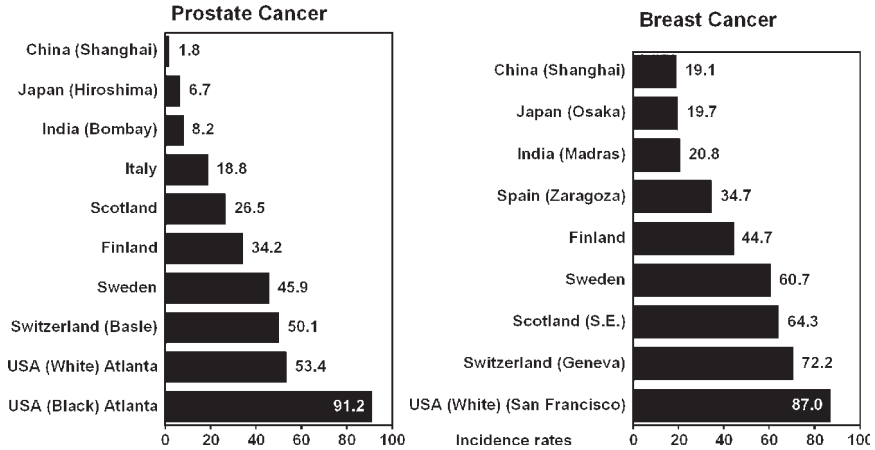 Prostate Cancer
China (Shanghai) 1.8
Japan (Hiroshima) 6.7
India (Bombay) 8.2
Italy 18.8
Scotland 26.5
Finland 34.2
Sweden 45.9
Switzerland (Basle) 50.1
USA (White) Atlanta 53.4
USA (Black) Atlanta 91.2
0 20 40 60 80 100
Breast Cancer
China (Shanghai) 19.1
Japan (Osaka) 19.7
India (Madras) 20.8
Spain (Zaragoza) 34.7
Finland 44.7
Sweden 60.7
Scotland (S.E.) 64.3
Switzerland (Geneva) 72.2
USA (White) (San Francisco) 87.0
0 20 40 60 80 100
Incidence rates